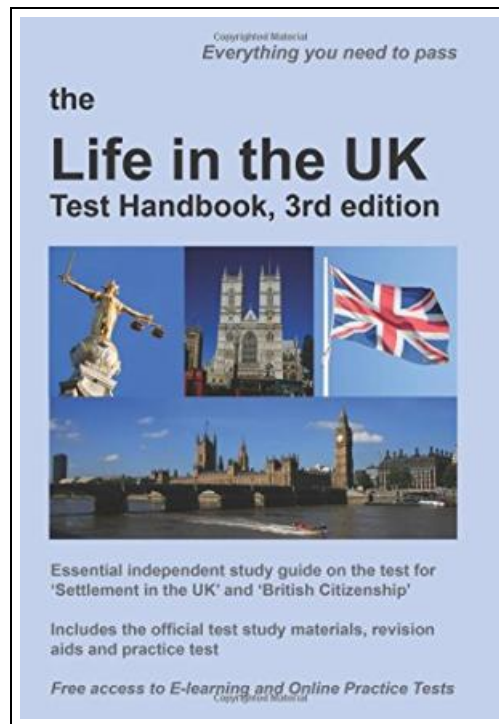 Copyrighted Material
Everything you need to pass
the
Life in the UK
Test Handbook, 3rd edition
Essential independent study guide on the test for
'Settlement in the UK' and 'British Citizenship'
Includes the official test study materials, revision
aids and practice test
Free access to E-learning and Online Practice Tests
Copyrighted Material